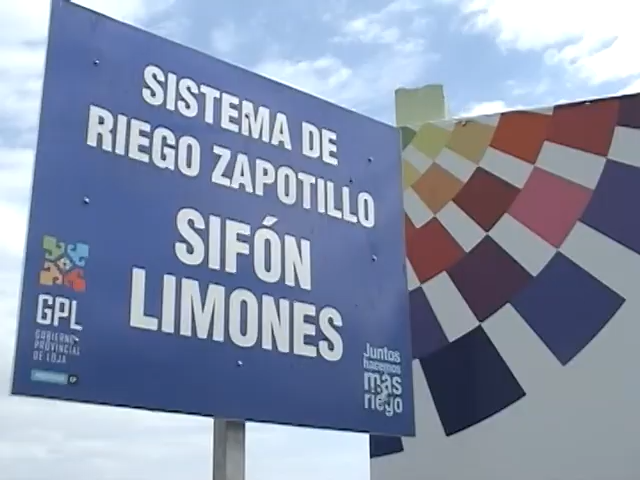 SISTEMA DE
RIEGO ZAPOTILLO
SIFÓN
LIMONES
GPL
GOBIERNO
PROVINCIAL
DE LOJA
Juntos
hacemos
más
riego